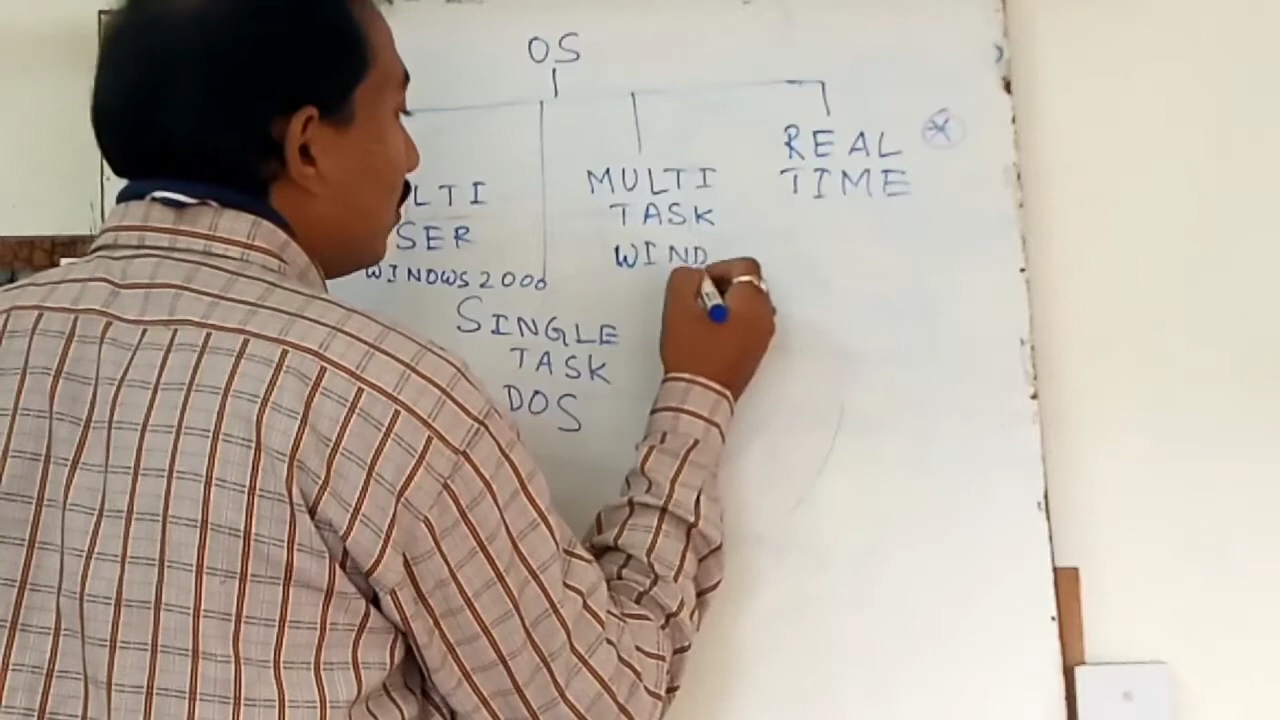 OS
LTI
SER
WINDOWS 2000
SINGLE
TASK
DOS
MULTI
TASK
WIND
REAL
TIME